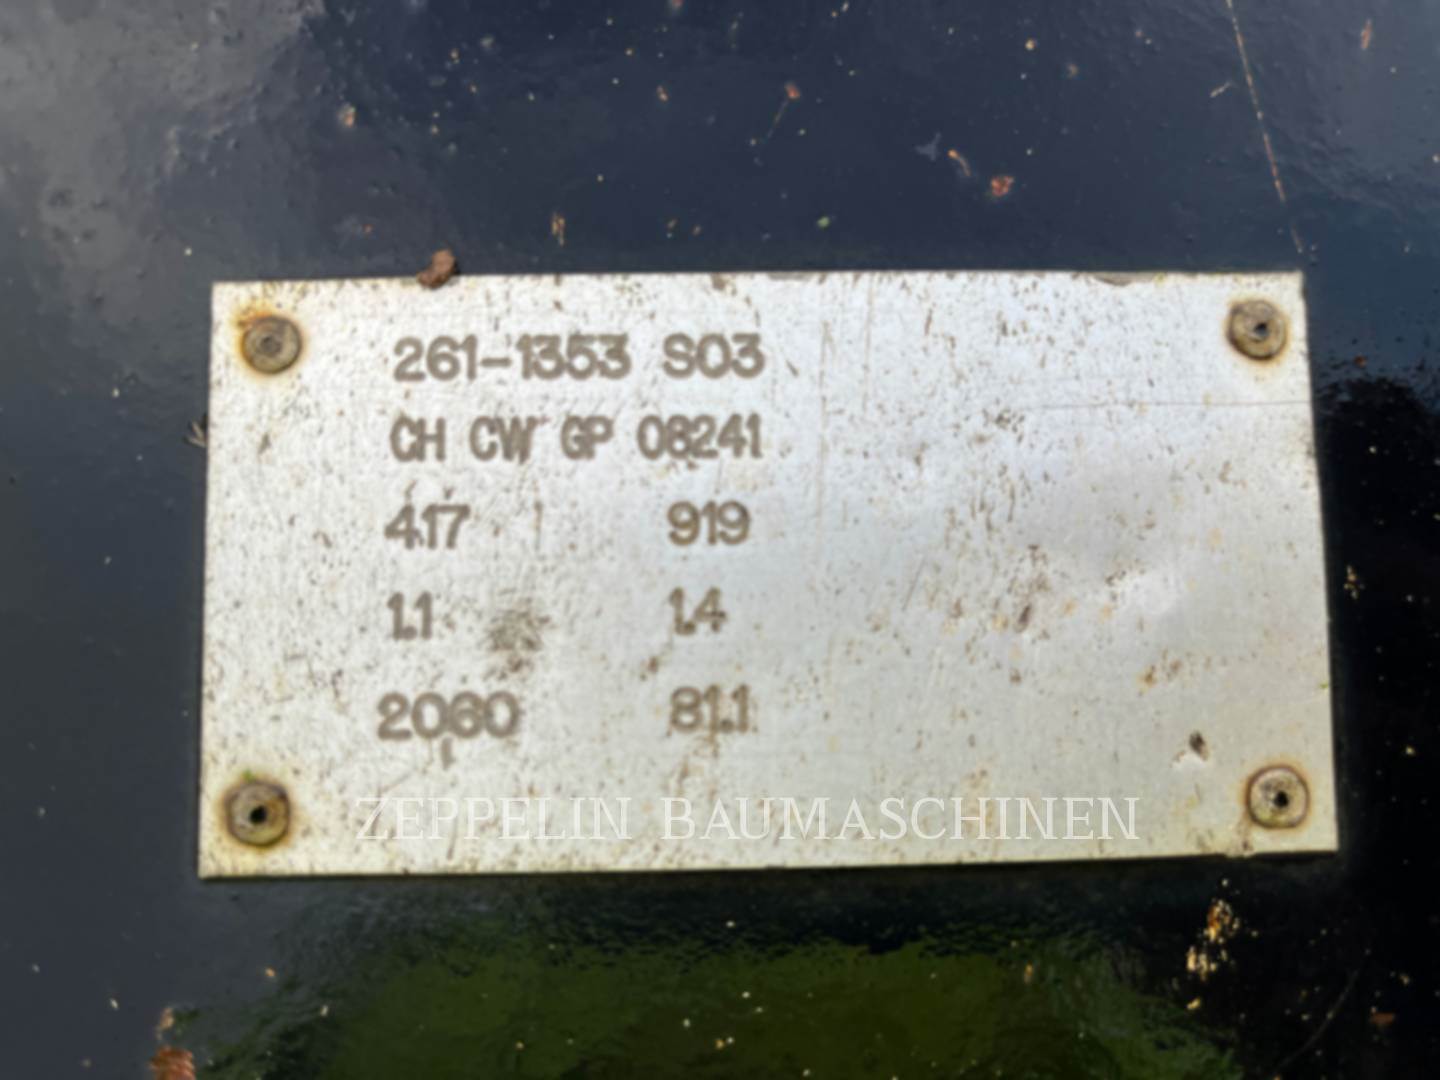 261-1353 S03
CH CW GP 08241
417 919
1.1 1.4
2060 81.1
ZEPPELIN BAUMASCHINEN